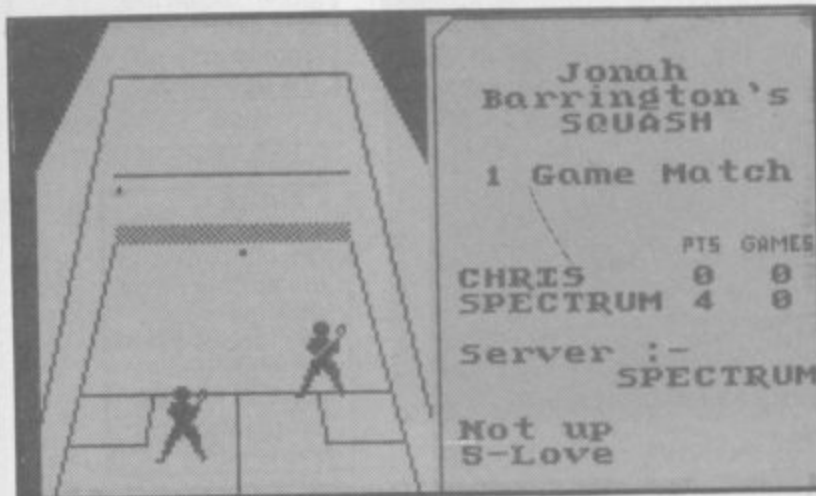 Jonah
Barrington's
SQUASH
1 Game Match
PTS GAMES
CHRIS 0 0
SPECTRUM 4 0
Server :-
SPECTRUM
Not up
5-Love